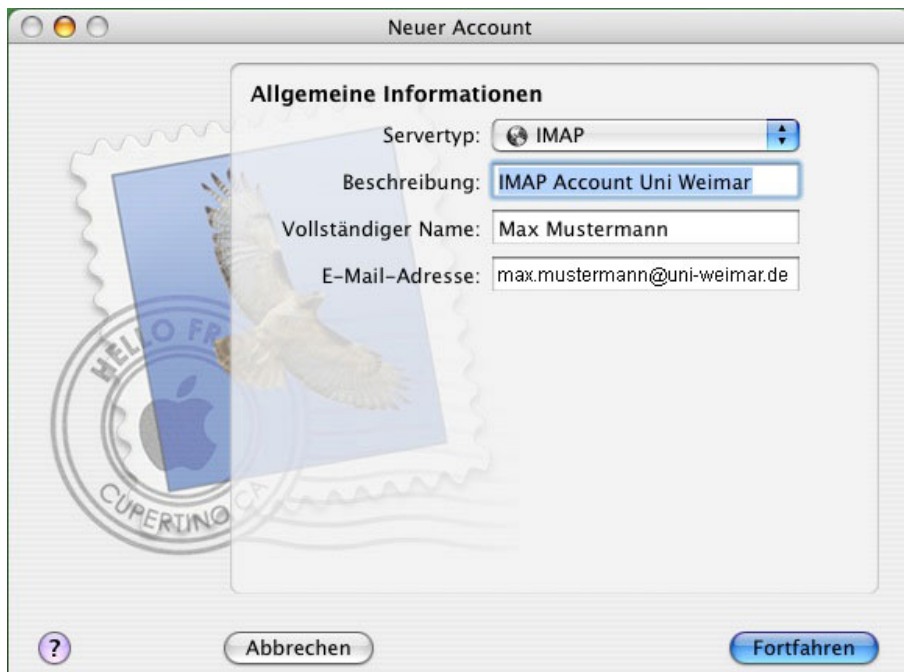 Neuer Account
Allgemeine Informationen
Servertyp: IMAP
Beschreibung: IMAP Account Uni Weimar
Vollständiger Name: Max Mustermann
E-Mail-Adresse: max.mustermann@uni-weimar.de
HELLO FR
CUPERTINO CA
? Abbrechen Fortfahren